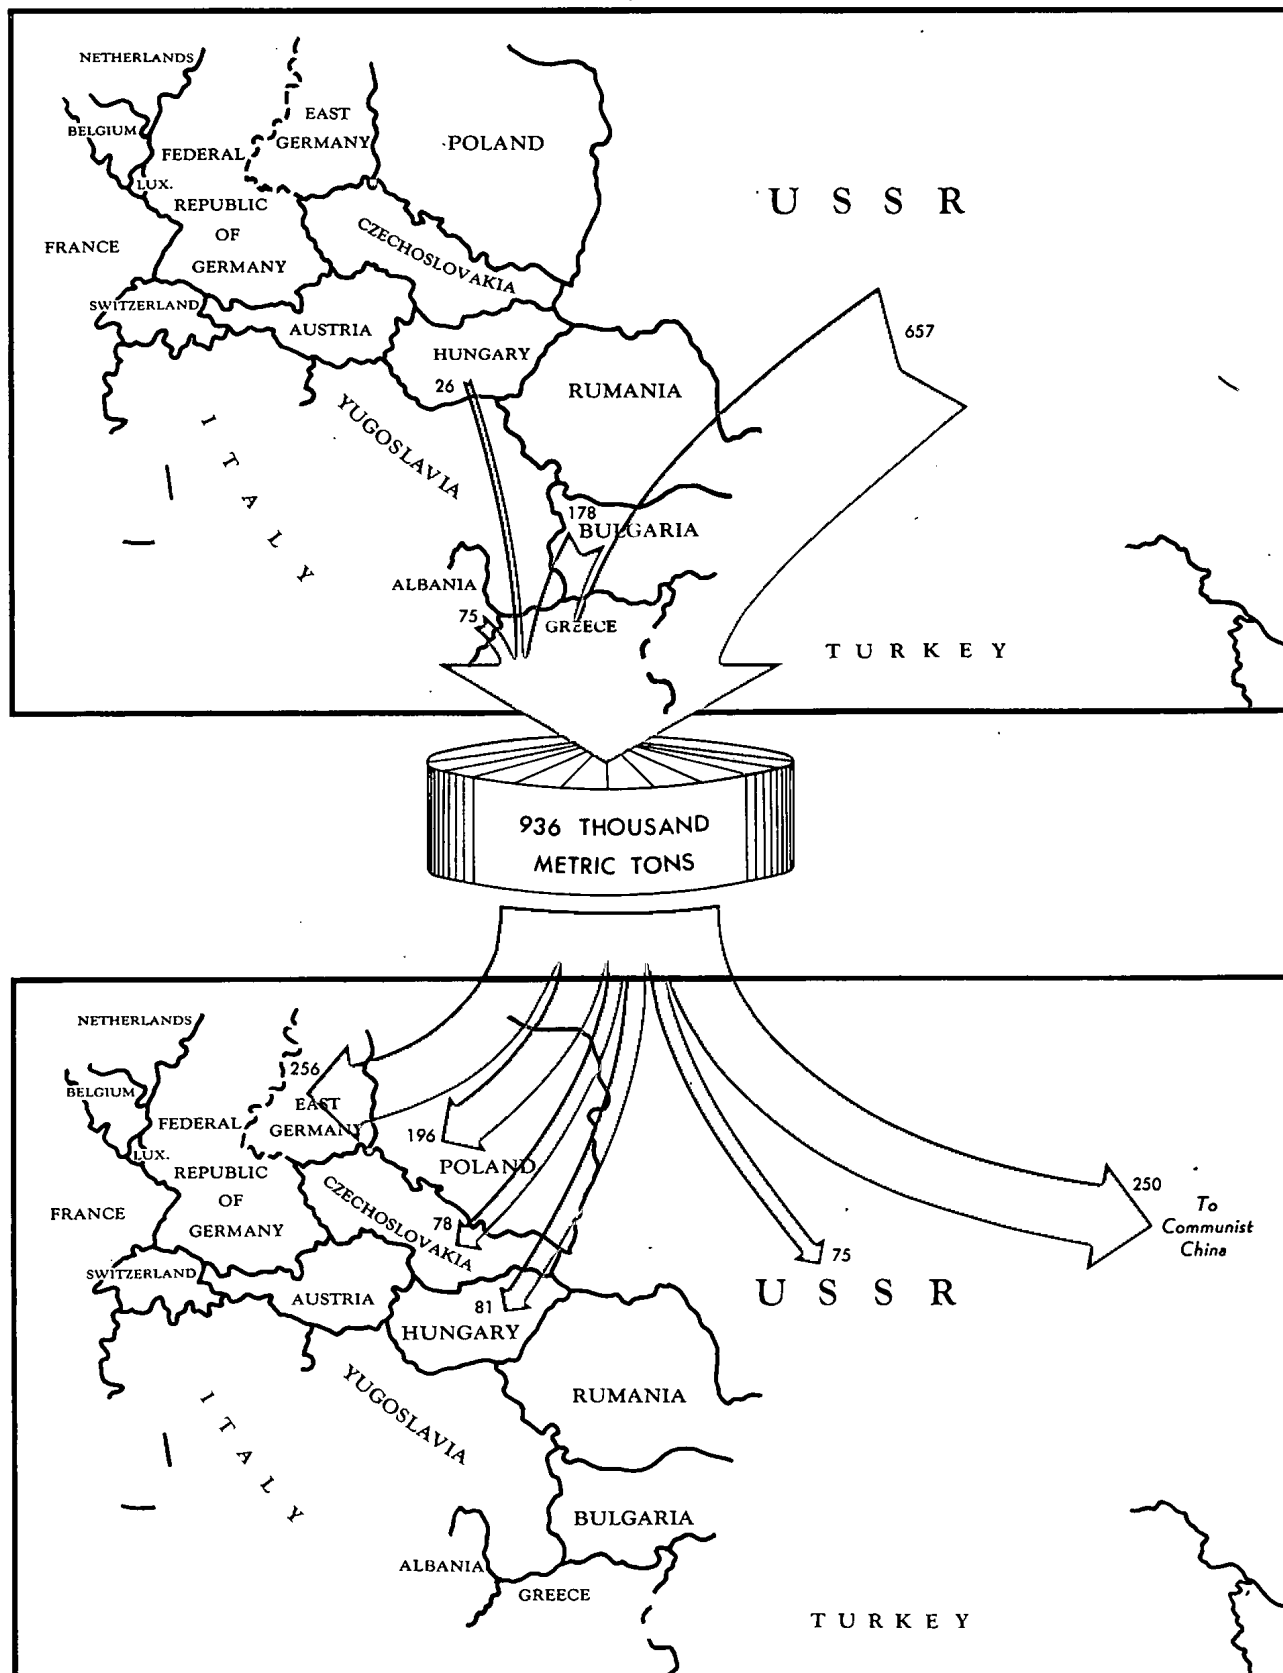 NETHERLANDS
BELGIUM
LUX.
FEDERAL
REPUBLIC
OF
GERMANY
EAST
GERMANY
POLAND
USSR
FRANCE
CZECHOSLOVAKIA
SWITZERLAND
AUSTRIA
HUNGARY
26
657
RUMANIA
YUGOSLAVIA
ITALY
178
BULGARIA
ALBANIA
75
GREECE
TURKEY
936 THOUSAND
METRIC TONS
NETHERLANDS
BELGIUM
LUX.
FEDERAL
REPUBLIC
OF
GERMANY
256
EAST
GERMANY
196
POLAND
FRANCE
CZECHOSLOVAKIA
78
250
To
Communist
China
75
USSR
SWITZERLAND
AUSTRIA
81
HUNGARY
YUGOSLAVIA
RUMANIA
ITALY
BULGARIA
ALBANIA
GREECE
TURKEY